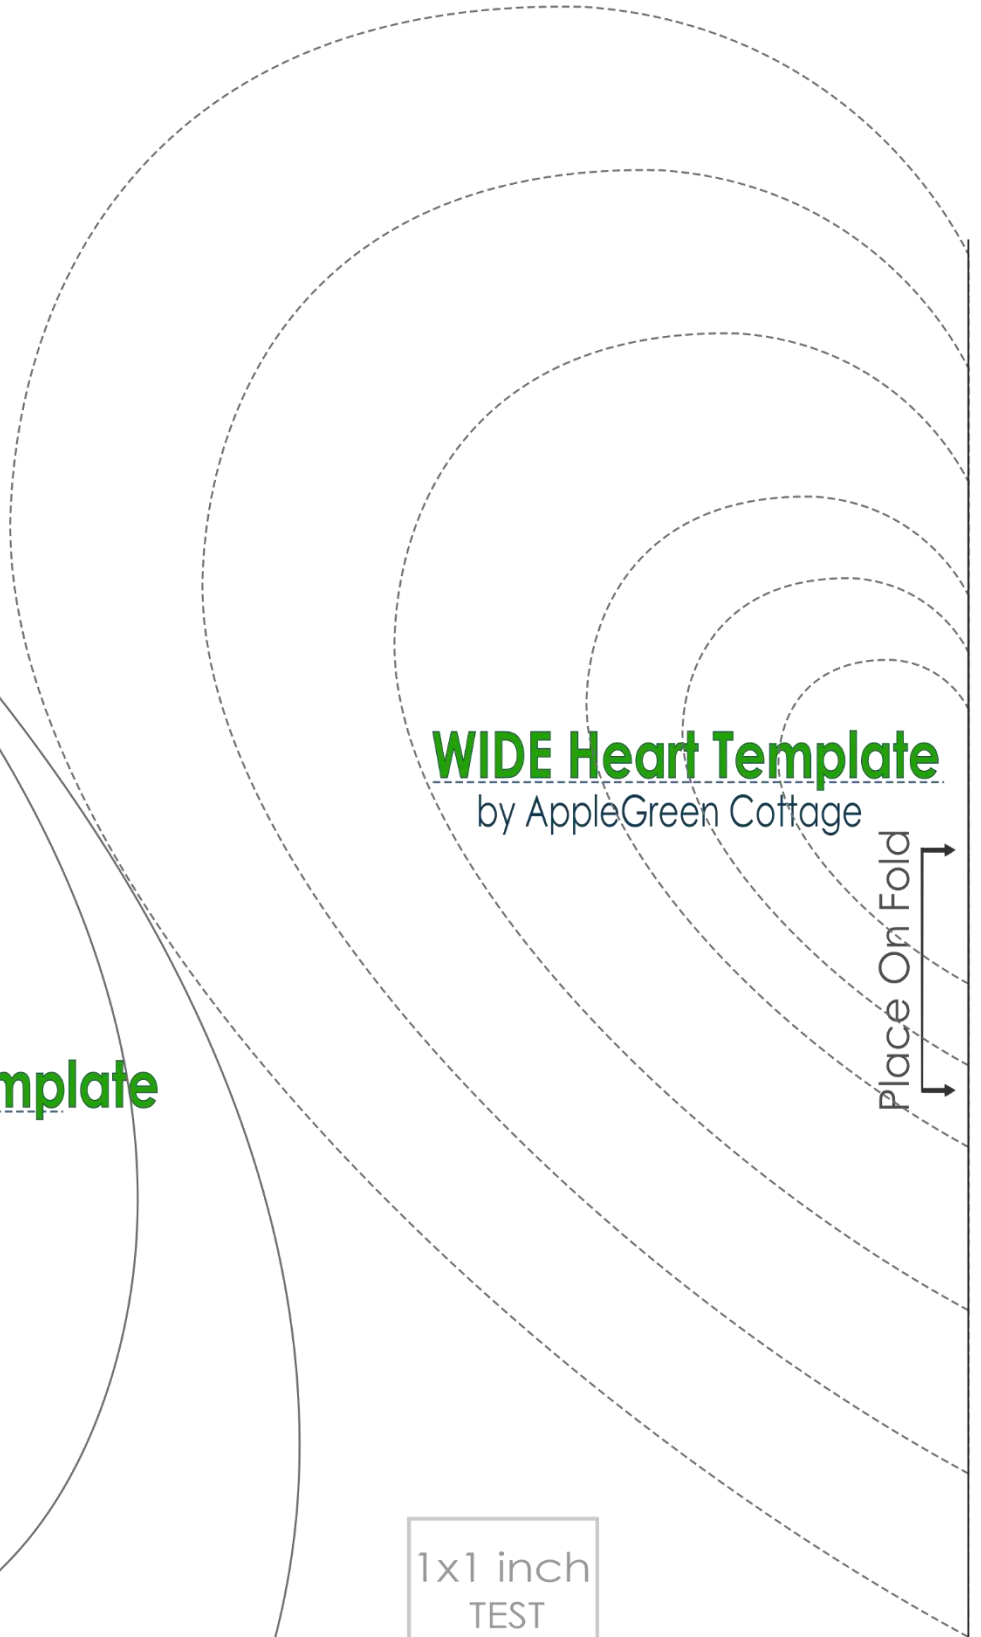 WIDE Heart Template
by AppleGreen Cottage
Place On Fold
mplate
1x1 inch
TEST